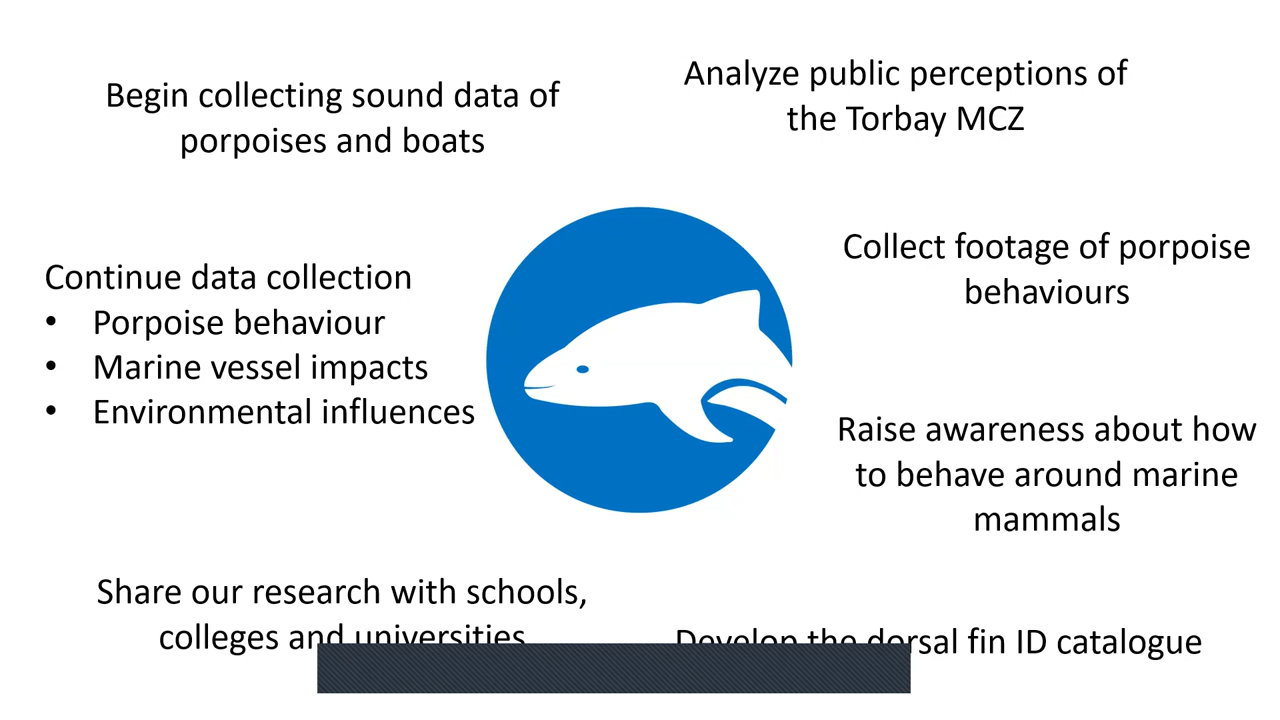 Begin collecting sound data of
porpoises and boats
Analyze public perceptions of
the Torbay MCZ
Continue data collection
• Porpoise behaviour
• Marine vessel impacts
• Environmental influences
Collect footage of porpoise
behaviours
Raise awareness about how
to behave around marine
mammals
Share our research with schools,
colleges and universities
Develop the dorsal fin ID catalogue